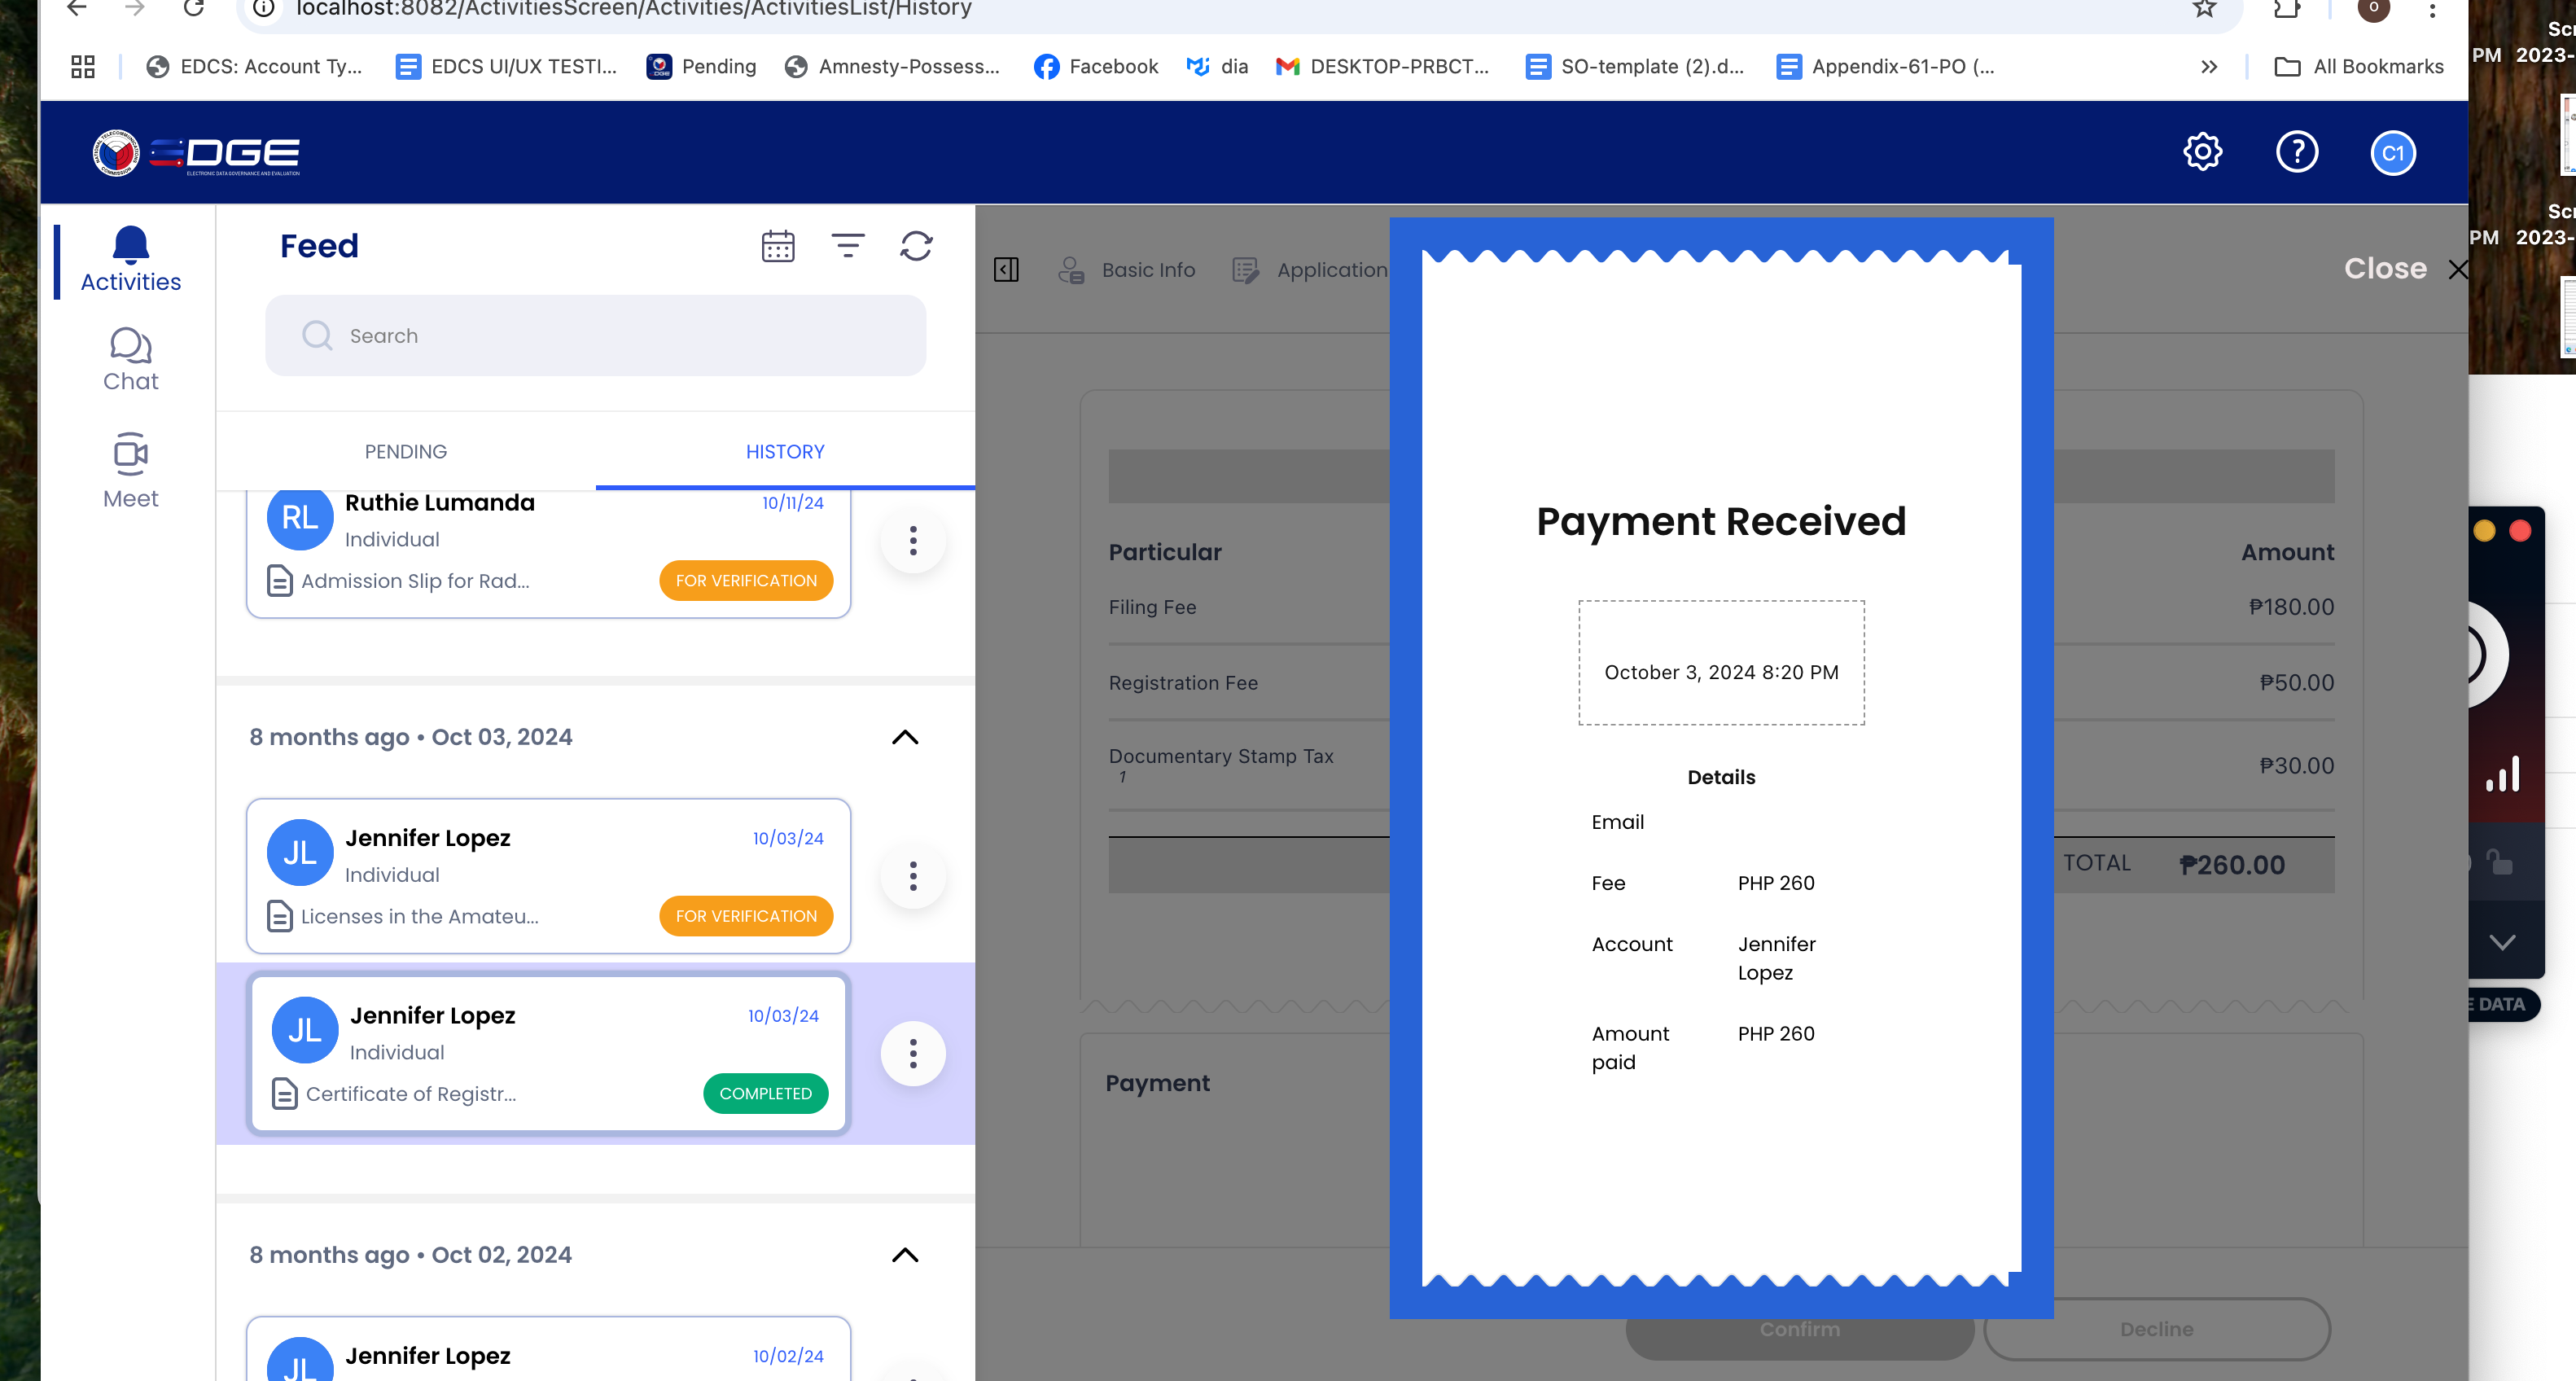 localhost:8082/ActivitiesScreen/Activities/ActivitiesList/History
O
EDCS: Account Ty...
EDCS UI/UX TESTI...
Pending
Amnesty-Possess...
Facebook
dia
DESKTOP-PRBCT...
SO-template (2).d...
Appendix-61-PO (...
All Bookmarks
PM 2023-
PM 2023-
EDGE
ELECTRONIC DATA GOVERNANCE AND EVALUATION
C1
Activities
Chat
Meet
Feed
Search
PENDING
HISTORY
RL
Ruthie Lumanda
10/11/24
Individual
Admission Slip for Rad...
FOR VERIFICATION
8 months ago • Oct 03, 2024
JL
Jennifer Lopez
10/03/24
Individual
Licenses in the Amateu...
FOR VERIFICATION
JL
Jennifer Lopez
10/03/24
Individual
Certificate of Registr...
COMPLETED
8 months ago • Oct 02, 2024
JL
Jennifer Lopez
10/02/24
Basic Info
Application
Close
Particular
Amount
Filing Fee
₱180.00
Registration Fee
₱50.00
Documentary Stamp Tax
1
₱30.00
TOTAL ₱260.00
Payment
Confirm
Decline
Payment Received
October 3, 2024 8:20 PM
Details
Email
Fee PHP 260
Account Jennifer
Lopez
Amount PHP 260
paid
E DATA